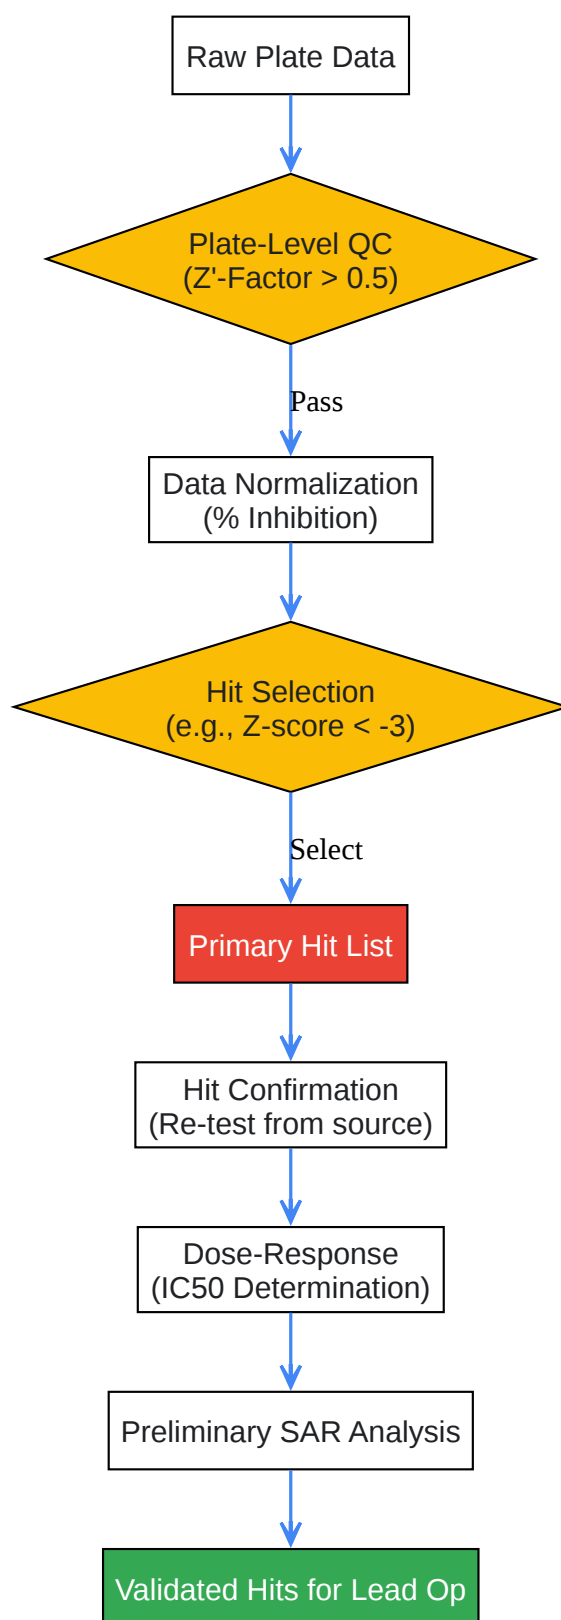 Raw Plate Data
Plate-Level QC
(Z'-Factor > 0.5)
Pass
Data Normalization
(% Inhibition)
Hit Selection
(e.g., Z-score < -3)
Select
Primary Hit List
Hit Confirmation
(Re-test from source)
Dose-Response
(IC50 Determination)
Preliminary SAR Analysis
Validated Hits for Lead Op